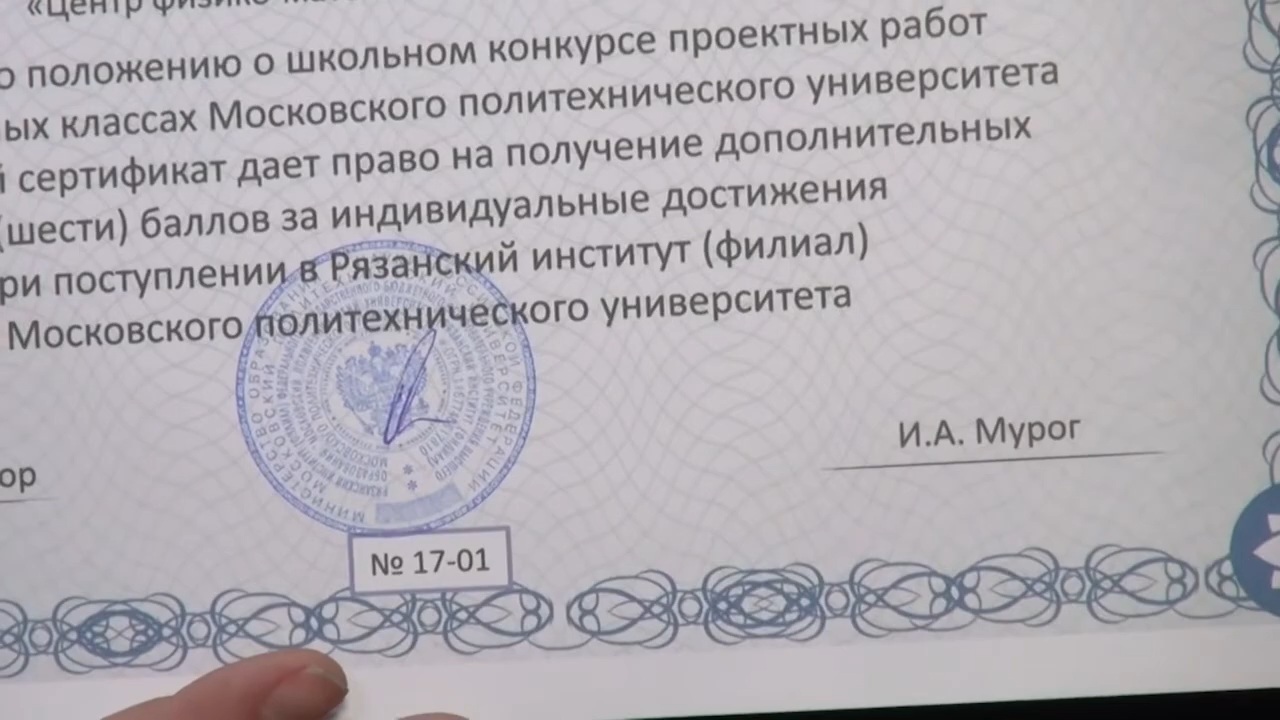 «Центр физико-мат
о положению о школьном конкурсе проектных работ
ых классах Московского политехнического университета
й сертификат дает право на получение дополнительных
(шести) баллов за индивидуальные достижения
ри поступлении в Рязанский институт (филиал)
Московского политехнического университета
И.А. Мурог
ор
№ 17-01